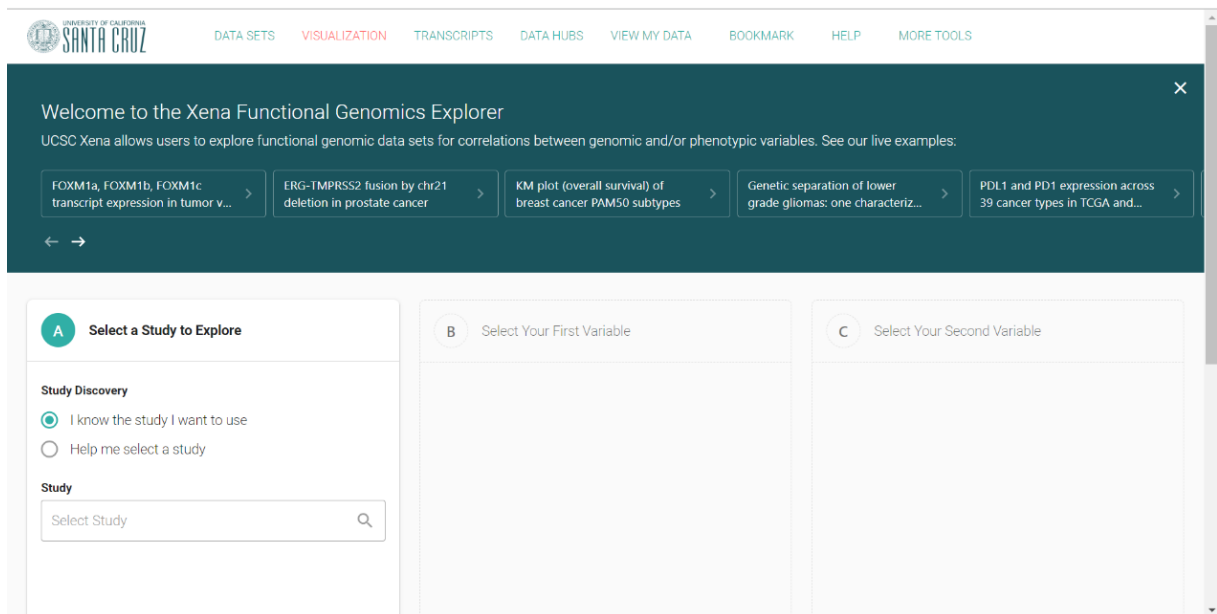 UNIVERSITY OF CALIFORNIA
SANTA CRUZ
DATA SETS VISUALIZATION TRANSCRIPTS DATA HUBS VIEW MY DATA BOOKMARK HELP MORE TOOLS
Welcome to the Xena Functional Genomics Explorer
UCSC Xena allows users to explore functional genomic data sets for correlations between genomic and/or phenotypic variables. See our live examples:
FOXM1a, FOXM1b, FOXM1c
transcript expression in tumor v...
ERG-TMPRSS2 fusion by chr21
deletion in prostate cancer
KM plot (overall survival) of
breast cancer PAM50 subtypes
Genetic separation of lower
grade gliomas: one characteriz...
PDL1 and PD1 expression across
39 cancer types in TCGA and...
A Select a Study to Explore
Study Discovery
I know the study I want to use
Help me select a study
Study
Select Study
B Select Your First Variable
C Select Your Second Variable